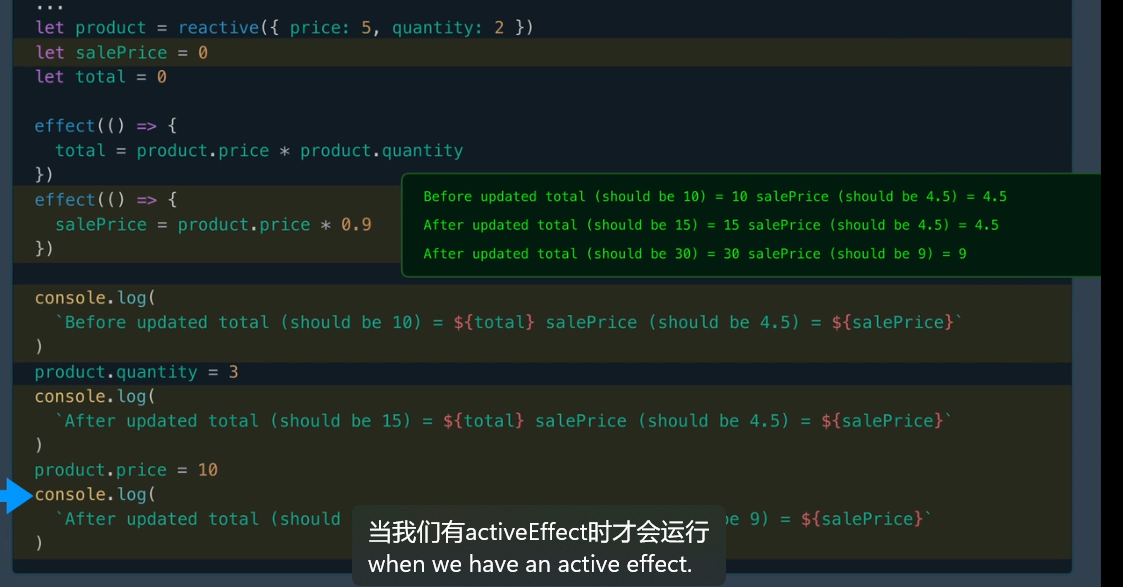 ...
let product = reactive({ price: 5, quantity: 2 })
let salePrice = 0
let total = 0
effect(() => {
  total = product.price * product.quantity
})
effect(() => {
  salePrice = product.price * 0.9
})
Before updated total (should be 10) = 10 salePrice (should be 4.5) = 4.5
After updated total (should be 15) = 15 salePrice (should be 4.5) = 4.5
After updated total (should be 30) = 30 salePrice (should be 9) = 9
console.log(
  `Before updated total (should be 10) = ${total} salePrice (should be 4.5) = ${salePrice}`
)
product.quantity = 3
console.log(
  `After updated total (should be 15) = ${total} salePrice (should be 4.5) = ${salePrice}`
)
product.price = 10
console.log(
  `After updated total (should be 9) = ${salePrice}`
)
当我们有activeEffect时才会运行
when we have an active effect.